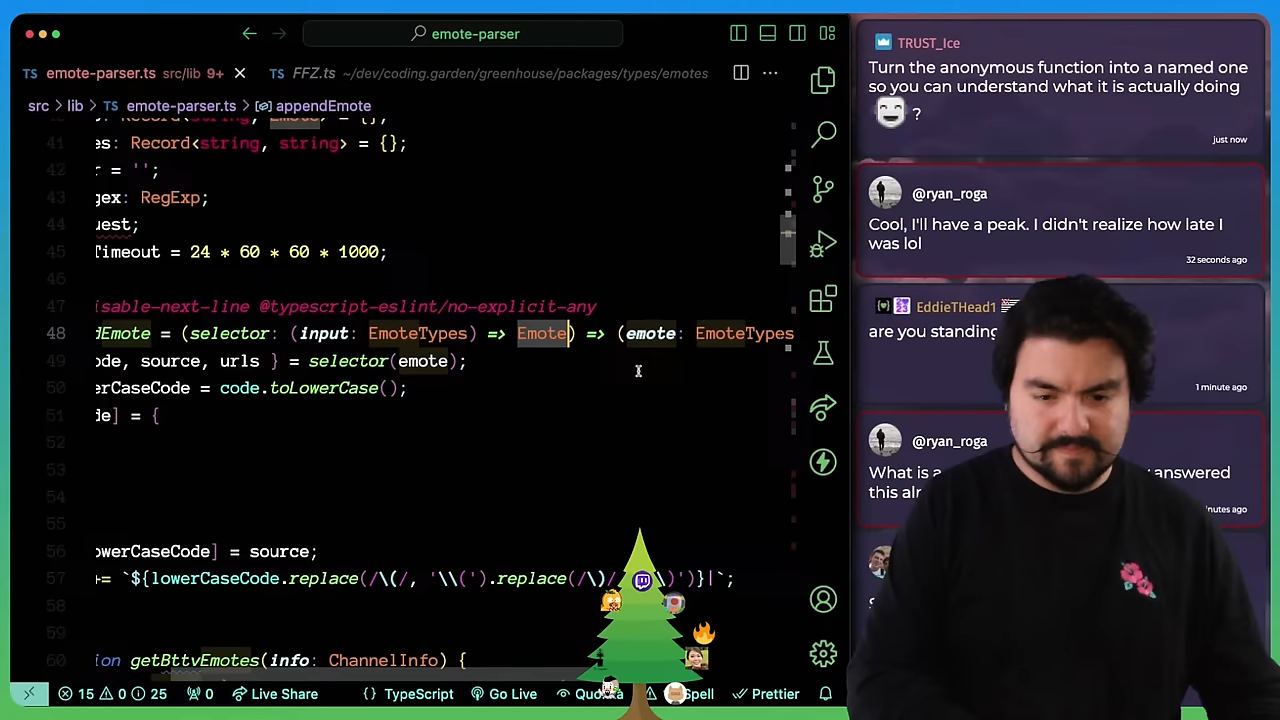 emote-parser
TS emote-parser.ts src/lib 9+ ×
TS FFZ.ts ~/dev/coding.garden/greenhouse/packages/types/emotes
src > lib > TS emote-parser.ts > appendEmote
41 es: Record<string, string> = {};
42 r = '';
43 gex: RegExp;
44 uest;
45 Timeout = 24 * 60 * 60 * 1000;
46
47 isable-next-line @typescript-eslint/no-explicit-any
48 dEmote = (selector: (input: EmoteTypes) => Emote) => (emote: EmoteTypes
49 ode, source, urls } = selector(emote);
50 erCaseCode = code.toLowerCase();
51 de] = {
52
53
54
55
56 owerCaseCode] = source;
57 += `${lowerCaseCode.replace(/\(/, '\\(').replace(/\)/
58
59
60 ion getBttvEmotes(info: ChannelInfo) {
15 0 25 0 Live Share {} TypeScript Go Live Spell Prettier
TRUST_Ice
Turn the anonymous function into a named one
so you can understand what it is actually doing
?
just now
@ryan_roga
Cool, I'll have a peak. I didn't realize how late I
was lol
32 seconds ago
EddieTHead1
are you standing
1 minute ago
@ryan_roga
What is a
answered
this alr
nutes ago